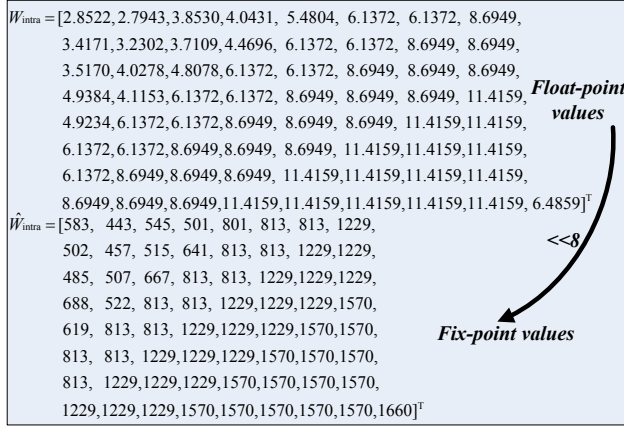 W_intra = [2.8522,2.7943,3.8530,4.0431, 5.4804, 6.1372, 6.1372, 8.6949,
3.4171,3.2302,3.7109,4.4696, 6.1372, 6.1372, 8.6949, 8.6949,
3.5170,4.0278,4.8078,6.1372, 6.1372, 8.6949, 8.6949, 8.6949,
4.9384,4.1153,6.1372,6.1372, 8.6949, 8.6949, 8.6949, 11.4159,
4.9234,6.1372,6.1372,8.6949, 8.6949, 8.6949, 11.4159,11.4159,
6.1372,6.1372,8.6949,8.6949, 8.6949, 11.4159,11.4159,11.4159,
6.1372,8.6949,8.6949,8.6949, 11.4159,11.4159,11.4159,11.4159,
8.6949,8.6949,8.6949,11.4159,11.4159,11.4159,11.4159,11.4159, 6.4859]^T
Float-point
values
Ŵ_intra = [583, 443, 545, 501, 801, 813, 813, 1229,
502, 457, 515, 641, 813, 813, 1229,1229,
485, 507, 667, 813, 813, 1229,1229,1229,
688, 522, 813, 813, 1229,1229,1229,1570,
619, 813, 813, 1229,1229,1229,1570,1570,
813, 813, 1229,1229,1229,1570,1570,1570,
813, 1229,1229,1229,1570,1570,1570,1570,
1229,1229,1229,1570,1570,1570,1570,1570,1660]^T
<<8
Fix-point values